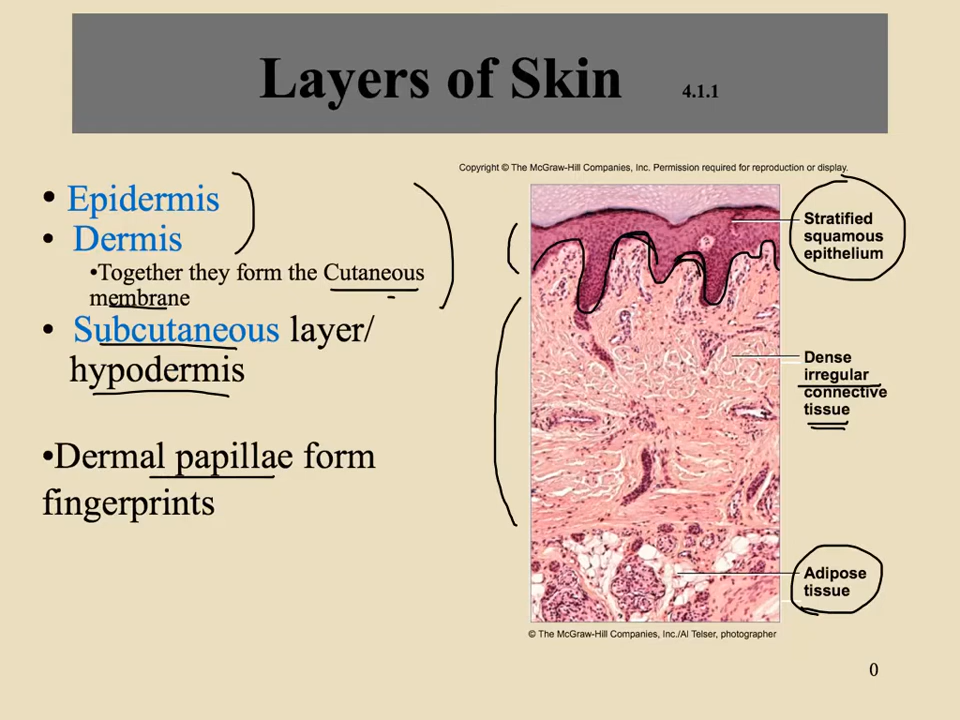 Layers of Skin 4.1.1
Copyright © The McGraw-Hill Companies, Inc. Permission required for reproduction or display.
• Epidermis
• Dermis
•Together they form the Cutaneous
membrane
• Subcutaneous layer/
hypodermis
•Dermal papillae form
fingerprints
Stratified
squamous
epithelium
Dense
irregular
connective
tissue
Adipose
tissue
© The McGraw-Hill Companies, Inc./Al Telser, photographer
0